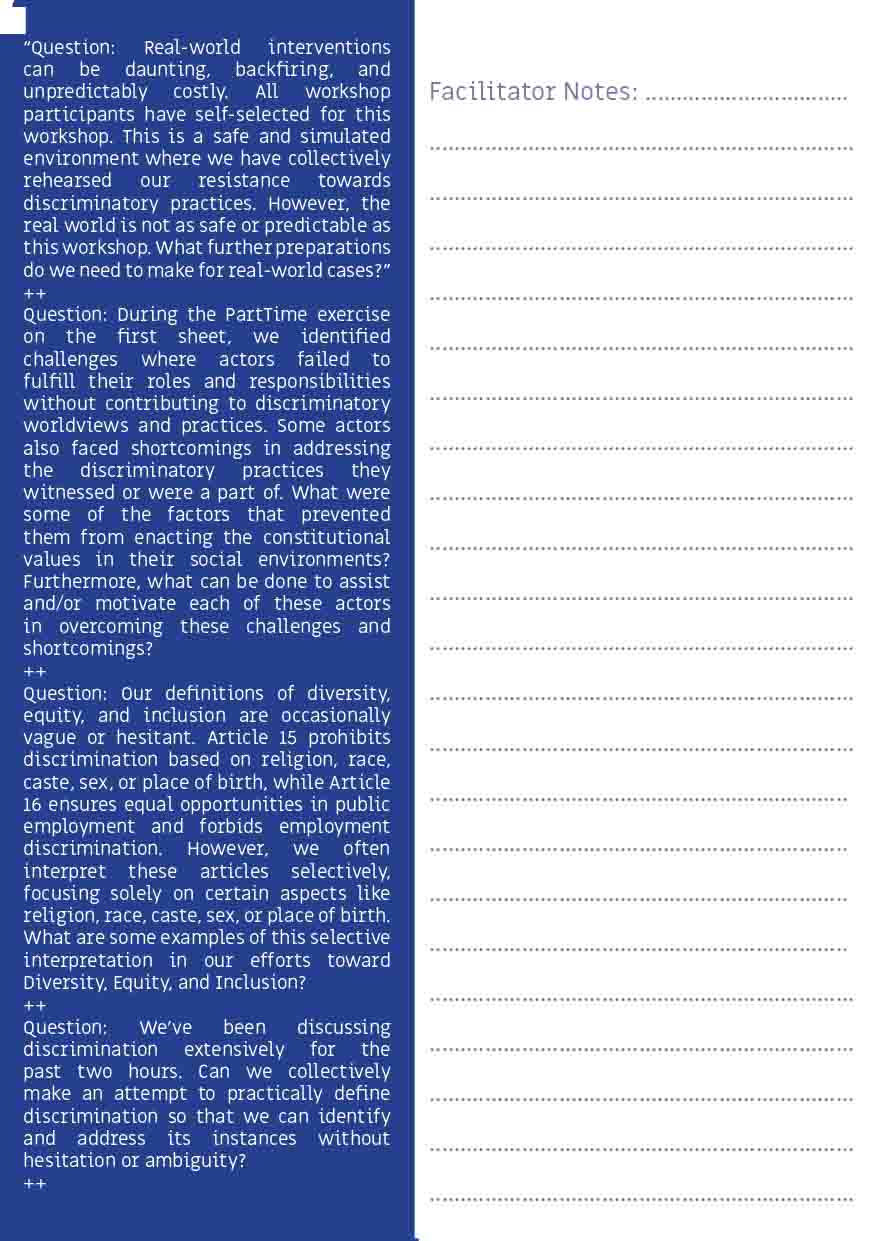 “Question: Real-world interventions
can be daunting, backfiring, and
unpredictably costly. All workshop
participants have self-selected for this
workshop. This is a safe and simulated
environment where we have collectively
rehearsed our resistance towards
discriminatory practices. However, the
real world is not as safe or predictable as
this workshop. What further preparations
do we need to make for real-world cases?”
++
Question: During the PartTime exercise
on the first sheet, we identified
challenges where actors failed to
fulfill their roles and responsibilities
without contributing to discriminatory
worldviews and practices. Some actors
also faced shortcomings in addressing
the discriminatory practices they
witnessed or were a part of. What were
some of the factors that prevented
them from enacting the constitutional
values in their social environments?
Furthermore, what can be done to assist
and/or motivate each of these actors
in overcoming these challenges and
shortcomings?
++
Question: Our definitions of diversity,
equity, and inclusion are occasionally
vague or hesitant. Article 15 prohibits
discrimination based on religion, race,
caste, sex, or place of birth, while Article
16 ensures equal opportunities in public
employment and forbids employment
discrimination. However, we often
interpret these articles selectively,
focusing solely on certain aspects like
religion, race, caste, sex, or place of birth.
What are some examples of this selective
interpretation in our efforts toward
Diversity, Equity, and Inclusion?
++
Question: We’ve been discussing
discrimination extensively for the
past two hours. Can we collectively
make an attempt to practically define
discrimination so that we can identify
and address its instances without
hesitation or ambiguity?
++
Facilitator Notes: .................................